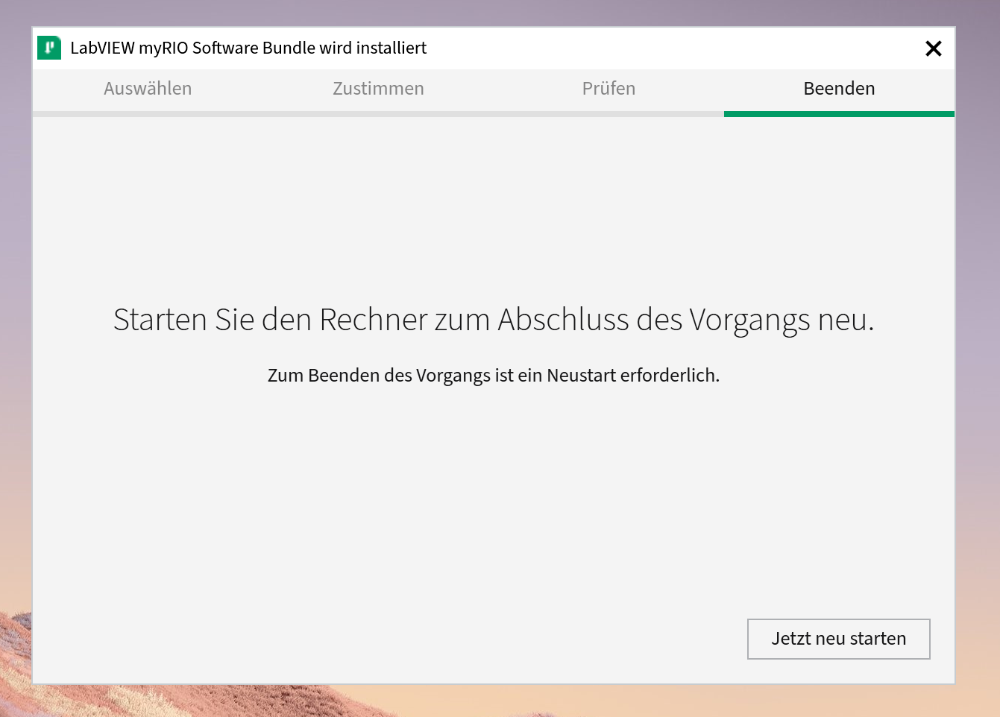 LabVIEW myRIO Software Bundle wird installiert
Auswählen Zustimmen Prüfen Beenden
Starten Sie den Rechner zum Abschluss des Vorgangs neu.
Zum Beenden des Vorgangs ist ein Neustart erforderlich.
Jetzt neu starten